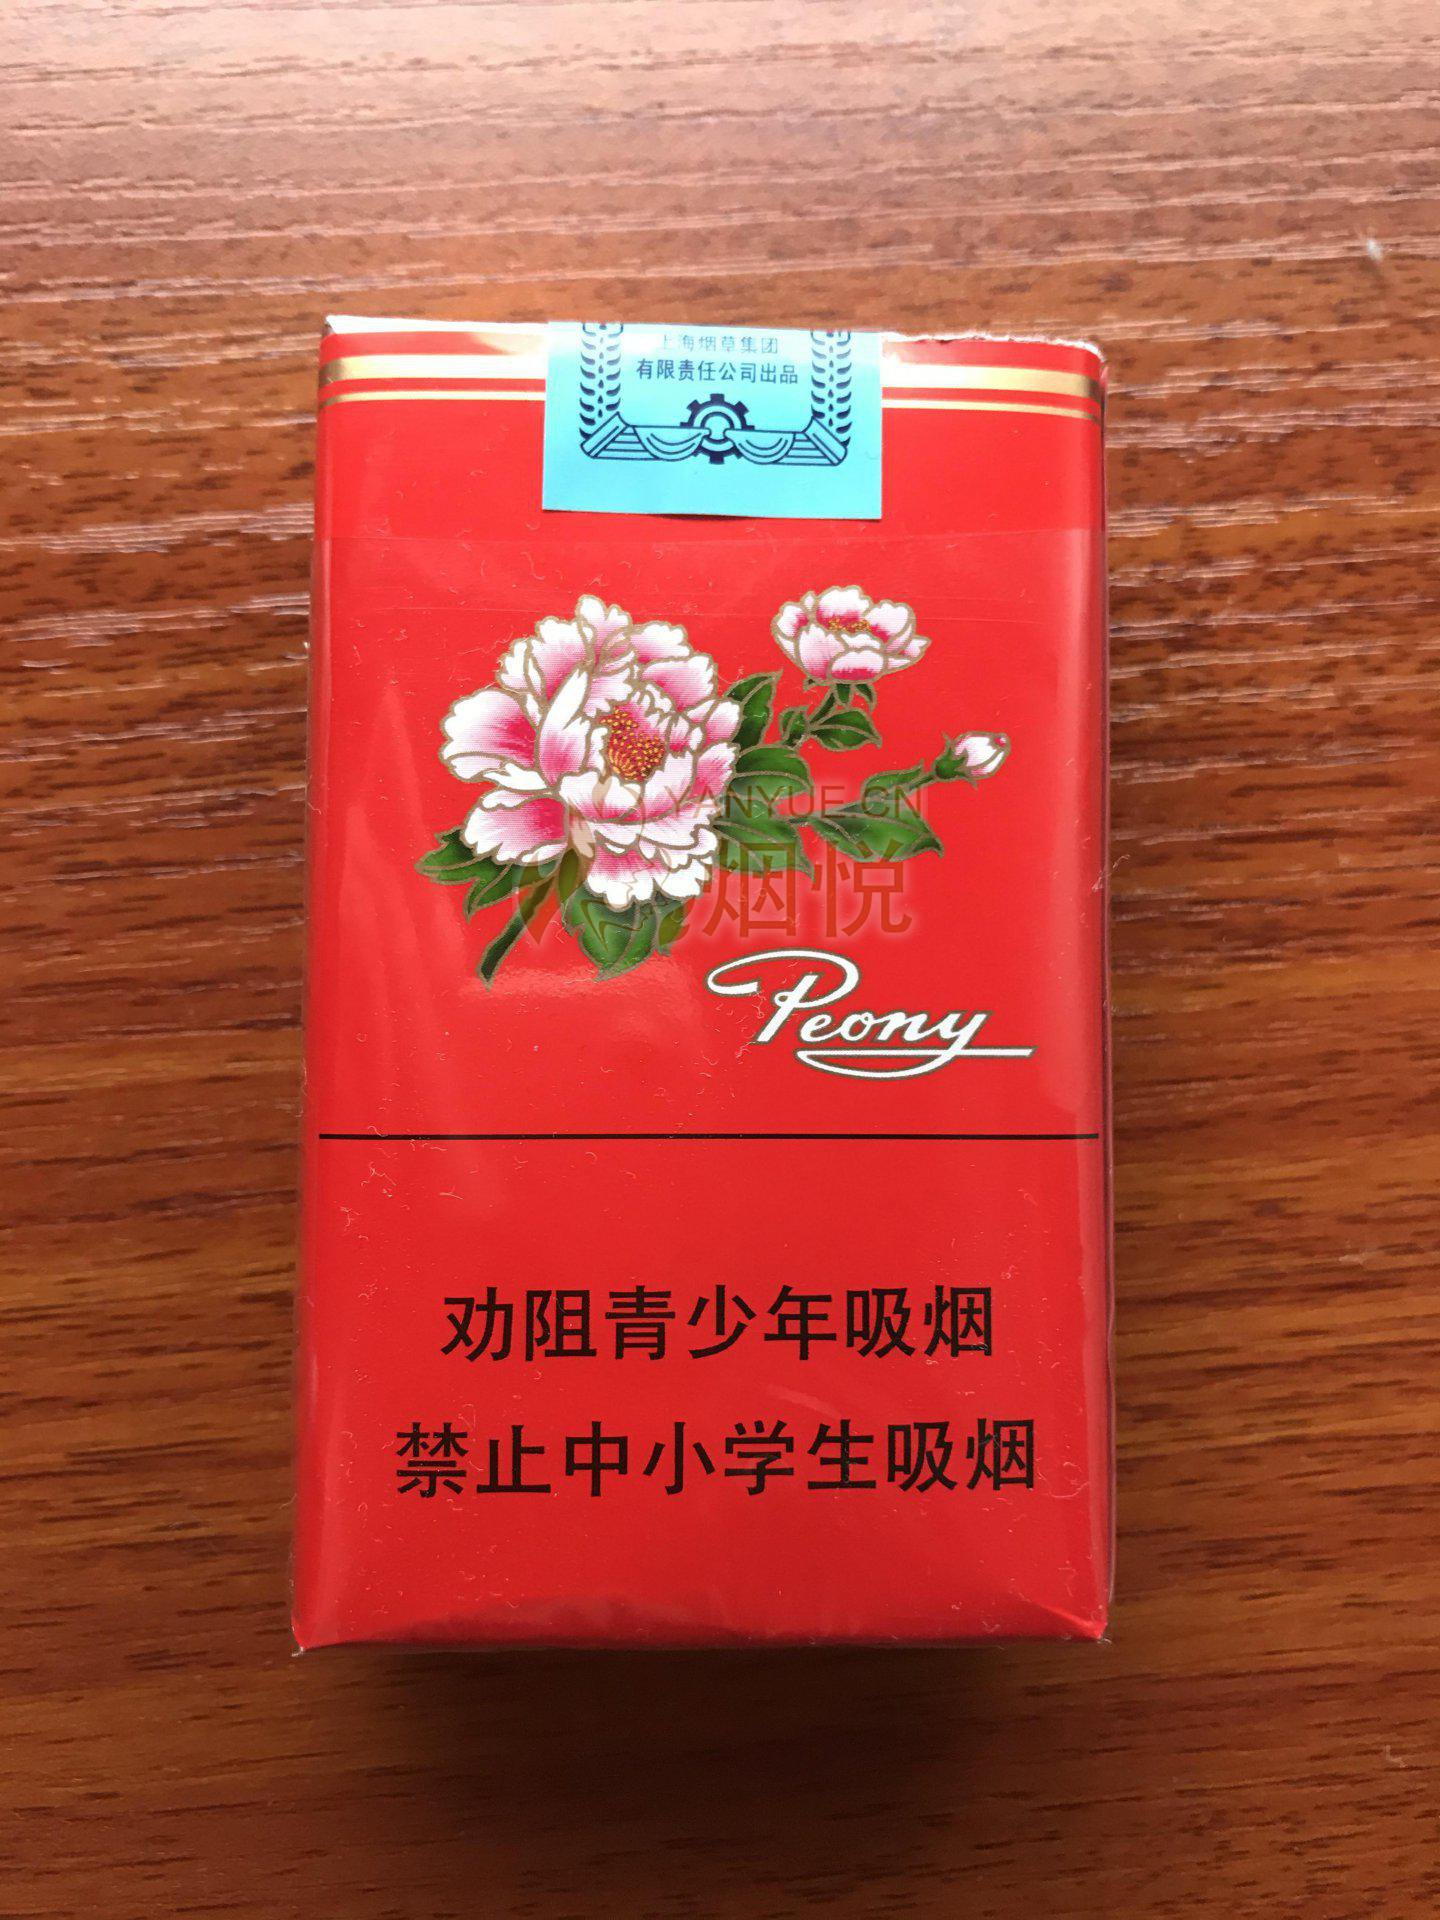 上海烟草集团
有限责任公司出品
YANYUE.CN
烟悦
Peony
劝阻青少年吸烟
禁止中小学生吸烟